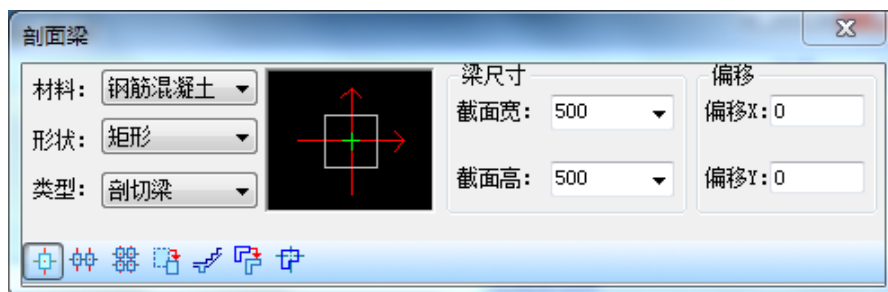 剖面梁
材料: 钢筋混凝土
形状: 矩形
类型: 剖切梁
梁尺寸
截面宽: 500
截面高: 500
偏移
偏移X: 0
偏移Y: 0